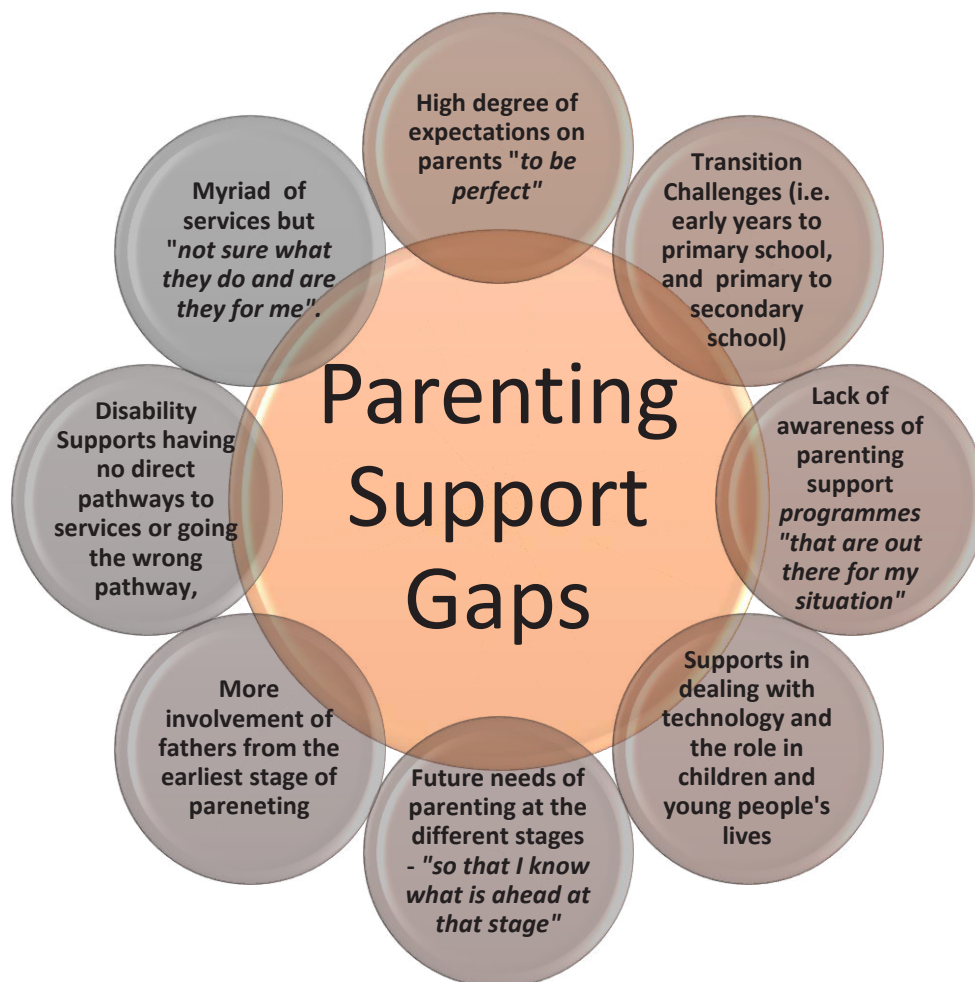 Parenting
Support
Gaps
High degree of
expectations on
parents "to be
perfect"
Transition
Challenges (i.e.
early years to
primary school,
and primary to
secondary
school)
Lack of
awareness of
parenting
support
programmes
"that are out
there for my
situation"
Supports in
dealing with
technology and
the role in
children and
young people's
lives
Future needs of
parenting at the
different stages
- "so that I know
what is ahead at
that stage"
More
involvement of
fathers from the
earliest stage of
pareneting
Disability
Supports having
no direct
pathways to
services or going
the wrong
pathway,
Myriad of
services but
"not sure what
they do and are
they for me".